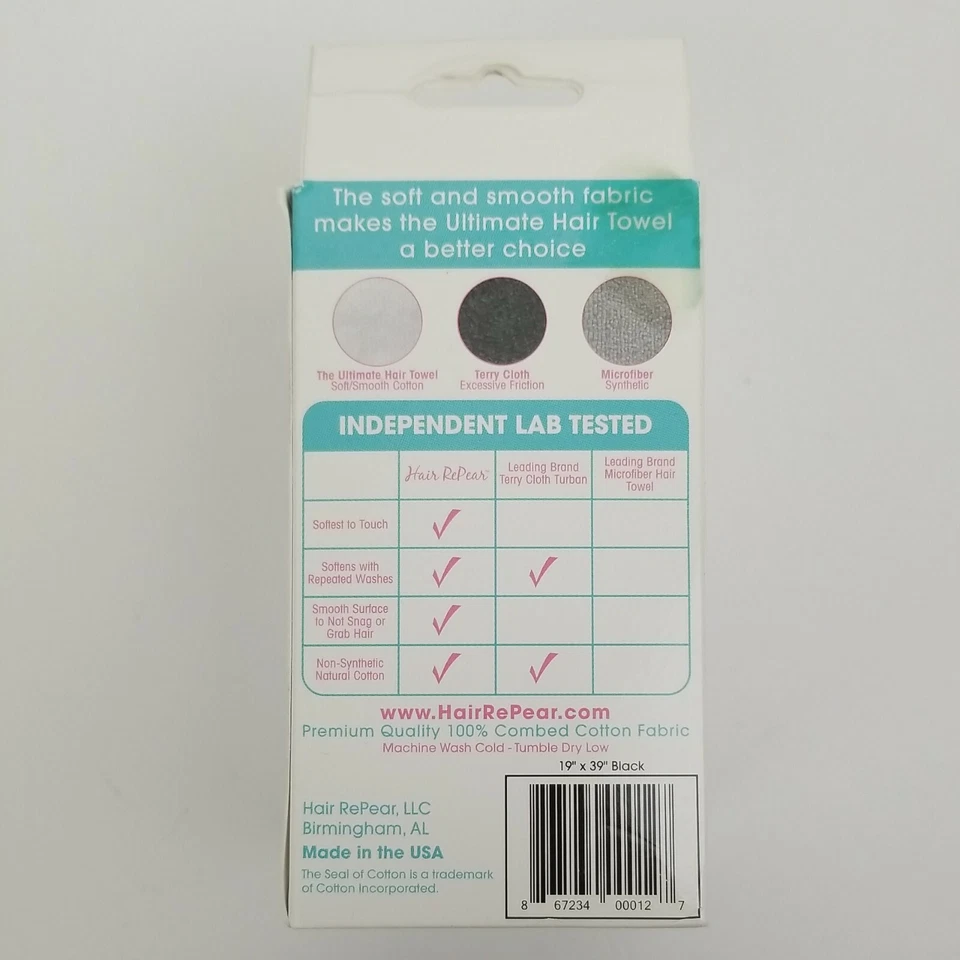 The soft and smooth fabric
makes the Ultimate Hair Towel
a better choice
The Ultimate Hair Towel
Soft/Smooth Cotton
Terry Cloth
Excessive Friction
Microfiber
Synthetic
INDEPENDENT LAB TESTED
Hair RePear™
Leading Brand
Terry Cloth Turban
Leading Brand
Microfiber Hair
Towel
Softest to Touch
Softens with
Repeated Washes
Smooth Surface
to Not Snag or
Grab Hair
Non-Synthetic
Natural Cotton
www.HairRePear.com
Premium Quality 100% Combed Cotton Fabric
Machine Wash Cold - Tumble Dry Low
19" x 39" Black
Hair RePear, LLC
Birmingham, AL
Made in the USA
The Seal of Cotton is a trademark
of Cotton Incorporated.
8 67234 00012 7